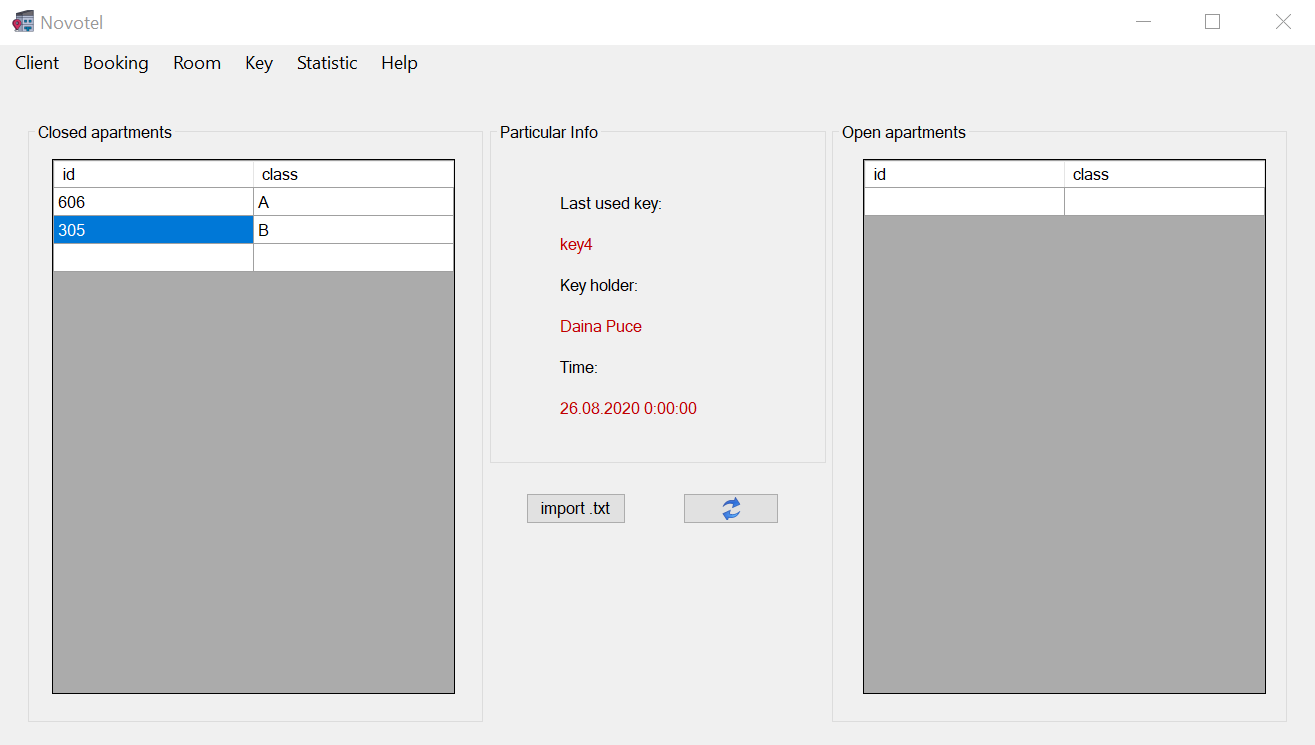 Novotel
Client Booking Room Key Statistic Help
Closed apartments
id class
606 A
305 B
Particular Info
Last used key:
key4
Key holder:
Daina Puce
Time:
26.08.2020 0:00:00
import .txt
Open apartments
id class